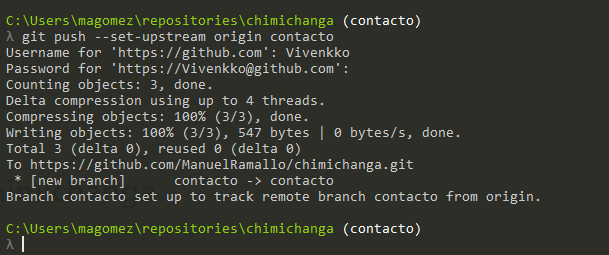 C:\Users\magomez\repositories\chimichanga (contacto)
λ git push --set-upstream origin contacto
Username for 'https://github.com': Vivenkko
Password for 'https://Vivenkko@github.com':
Counting objects: 3, done.
Delta compression using up to 4 threads.
Compressing objects: 100% (3/3), done.
Writing objects: 100% (3/3), 547 bytes | 0 bytes/s, done.
Total 3 (delta 0), reused 0 (delta 0)
To https://github.com/ManuelRamallo/chimichanga.git
 * [new branch]      contacto -> contacto
Branch contacto set up to track remote branch contacto from origin.
C:\Users\magomez\repositories\chimichanga (contacto)
λ